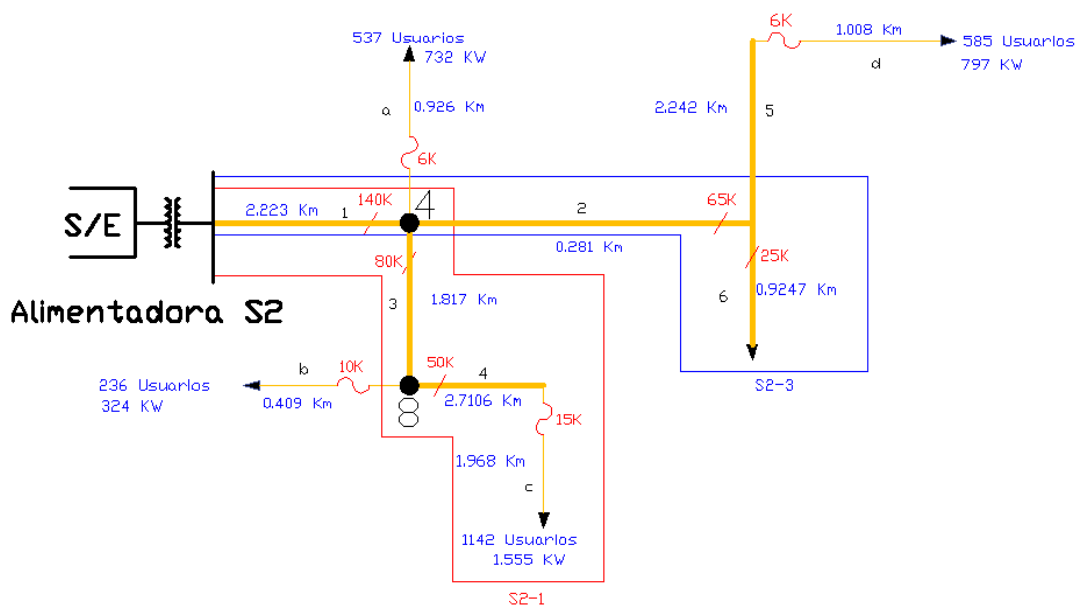 537 Usuarios
732 KW
6K
1.008 Km
585 Usuarios
797 KW
d
a
0.926 Km
2.242 Km
5
6K
S/E
2.223 Km
1
140K
4
2
65K
0.281 Km
80K
25K
3
1.817 Km
6
0.9247 Km
Alimentadora S2
b
10K
50K
4
S2-3
236 Usuarios
324 KW
0.409 Km
2.7106 Km
8
15K
1.968 Km
c
1142 Usuarios
1.555 KW
S2-1